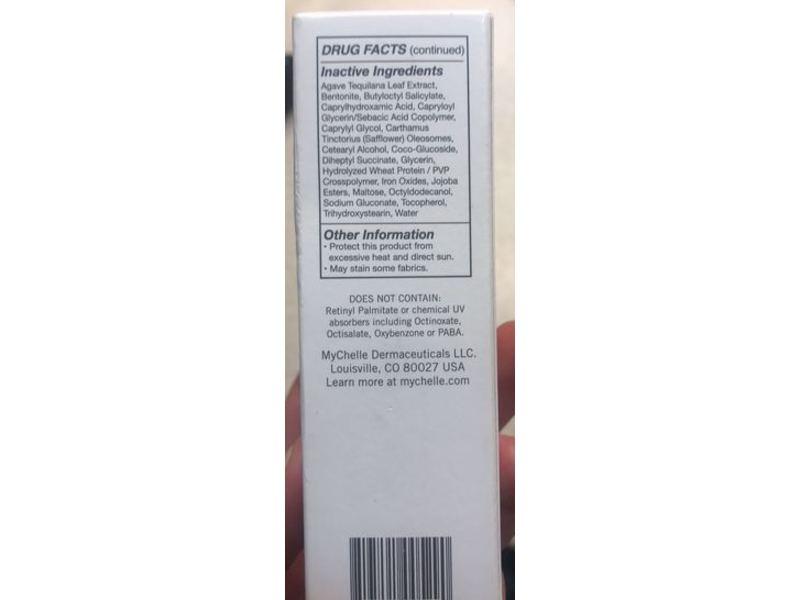 DRUG FACTS (continued)
Inactive Ingredients
Agave Tequilana Leaf Extract,
Bentonite, Butyloctyl Salicylate,
Caprylhydroxamic Acid, Capryloyl
Glycerin/Sebacic Acid Copolymer,
Caprylyl Glycol, Carthamus
Tinctorius (Safflower) Oleosomes,
Cetearyl Alcohol, Coco-Glucoside,
Diheptyl Succinate, Glycerin,
Hydrolyzed Wheat Protein / PVP
Crosspolymer, Iron Oxides, Jojoba
Esters, Maltose, Octyldodecanol,
Sodium Gluconate, Tocopherol,
Trihydroxystearin, Water
Other Information
• Protect this product from
excessive heat and direct sun.
• May stain some fabrics.
DOES NOT CONTAIN:
Retinyl Palmitate or chemical UV
absorbers including Octinoxate,
Octisalate, Oxybenzone or PABA.
MyChelle Dermaceuticals LLC.
Louisville, CO 80027 USA
Learn more at mychelle.com